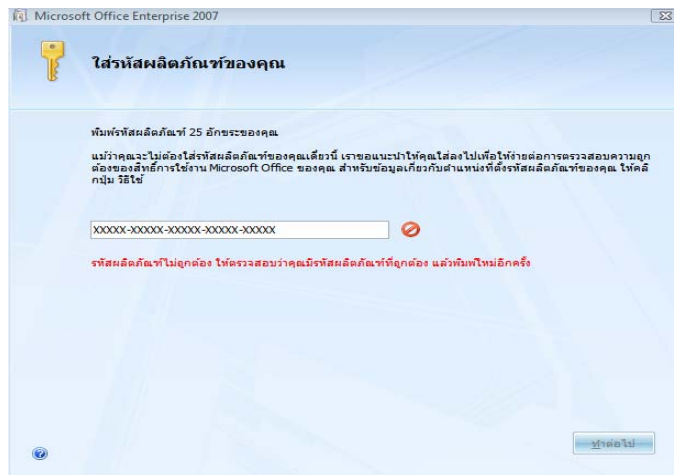 Microsoft Office Enterprise 2007
ใส่รหัสผลิตภัณฑ์ของคุณ
พิมพ์รหัสผลิตภัณฑ์ 25 อักขระของคุณ
แม้ว่าคุณจะไม่ต้องใส่รหัสผลิตภัณฑ์ของคุณเดี๋ยวนี้ เราขอแนะนำให้คุณใส่ลงไปเพื่อให้ง่ายต่อการตรวจสอบความถูก
ต้องของสิทธิ์การใช้งาน Microsoft Office ของคุณ สำหรับข้อมูลเกี่ยวกับตำแหน่งที่ตั้งรหัสผลิตภัณฑ์ของคุณ ให้คลิ
กปุ่ม วิธีใช้
XXXXX-XXXXX-XXXXX-XXXXX-XXXXX
รหัสผลิตภัณฑ์ไม่ถูกต้อง ให้ตรวจสอบว่าคุณมีรหัสผลิตภัณฑ์ที่ถูกต้อง แล้วพิมพ์ใหม่อีกครั้ง
ทำต่อไป